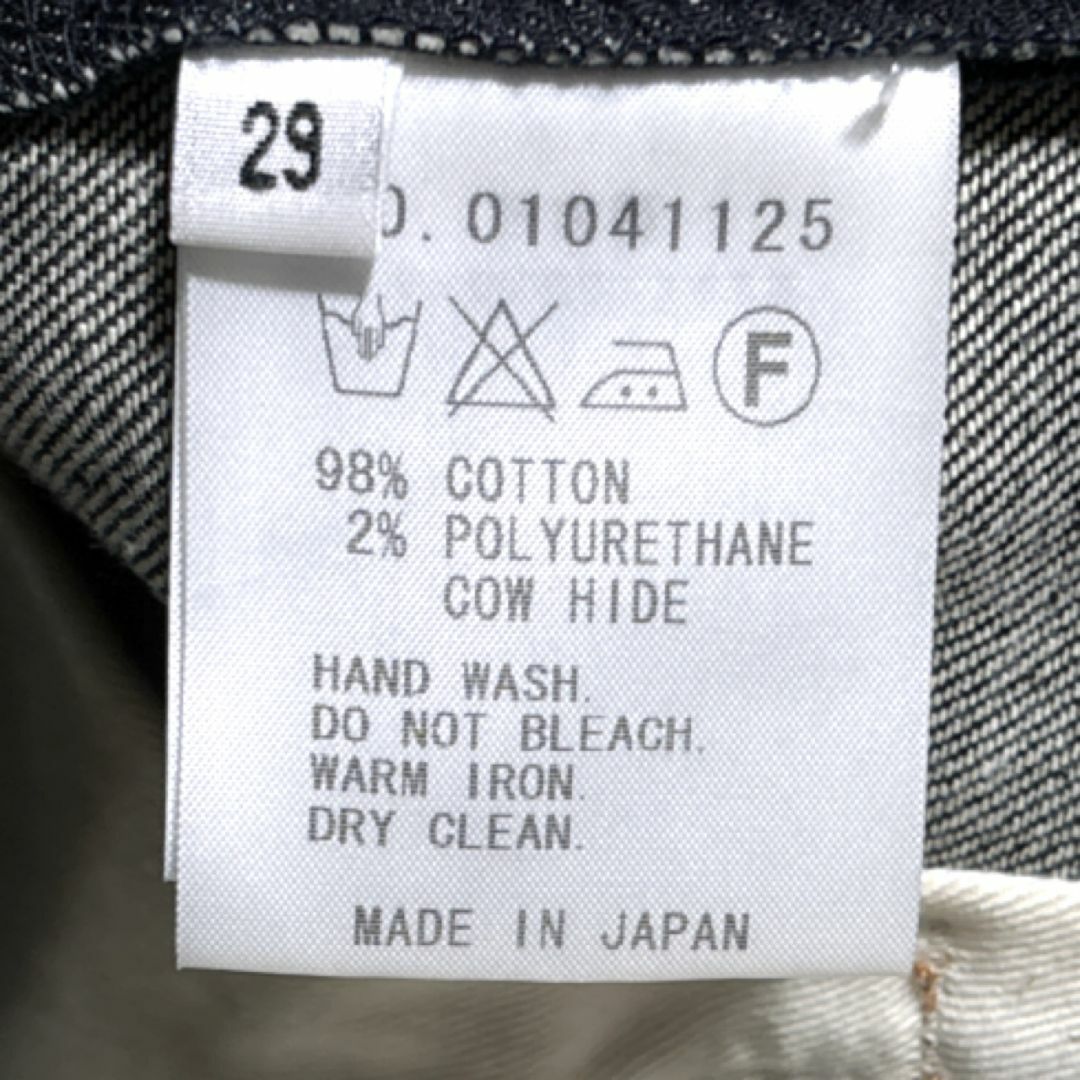 29
0. 01041125
F
98% COTTON
2% POLYURETHANE
COW HIDE
HAND WASH.
DO NOT BLEACH.
WARM IRON.
DRY CLEAN.
MADE IN JAPAN